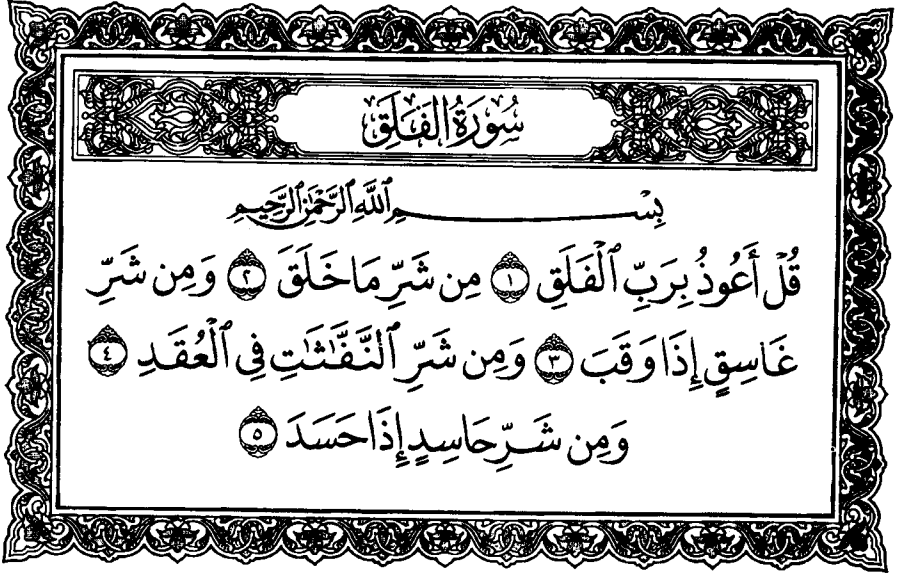 سُورَةُ الفَلَقِ
بِسْمِ ٱللَّهِ ٱلرَّحْمَٰنِ ٱلرَّحِيمِ
قُلْ أَعُوذُ بِرَبِّ ٱلْفَلَقِ ١ مِن شَرِّ مَا خَلَقَ ٢ وَمِن شَرِّ
غَاسِقٍ إِذَا وَقَبَ ٣ وَمِن شَرِّ ٱلنَّفَّٰثَٰتِ فِى ٱلْعُقَدِ ٤
وَمِن شَرِّ حَاسِدٍ إِذَا حَسَدَ ٥